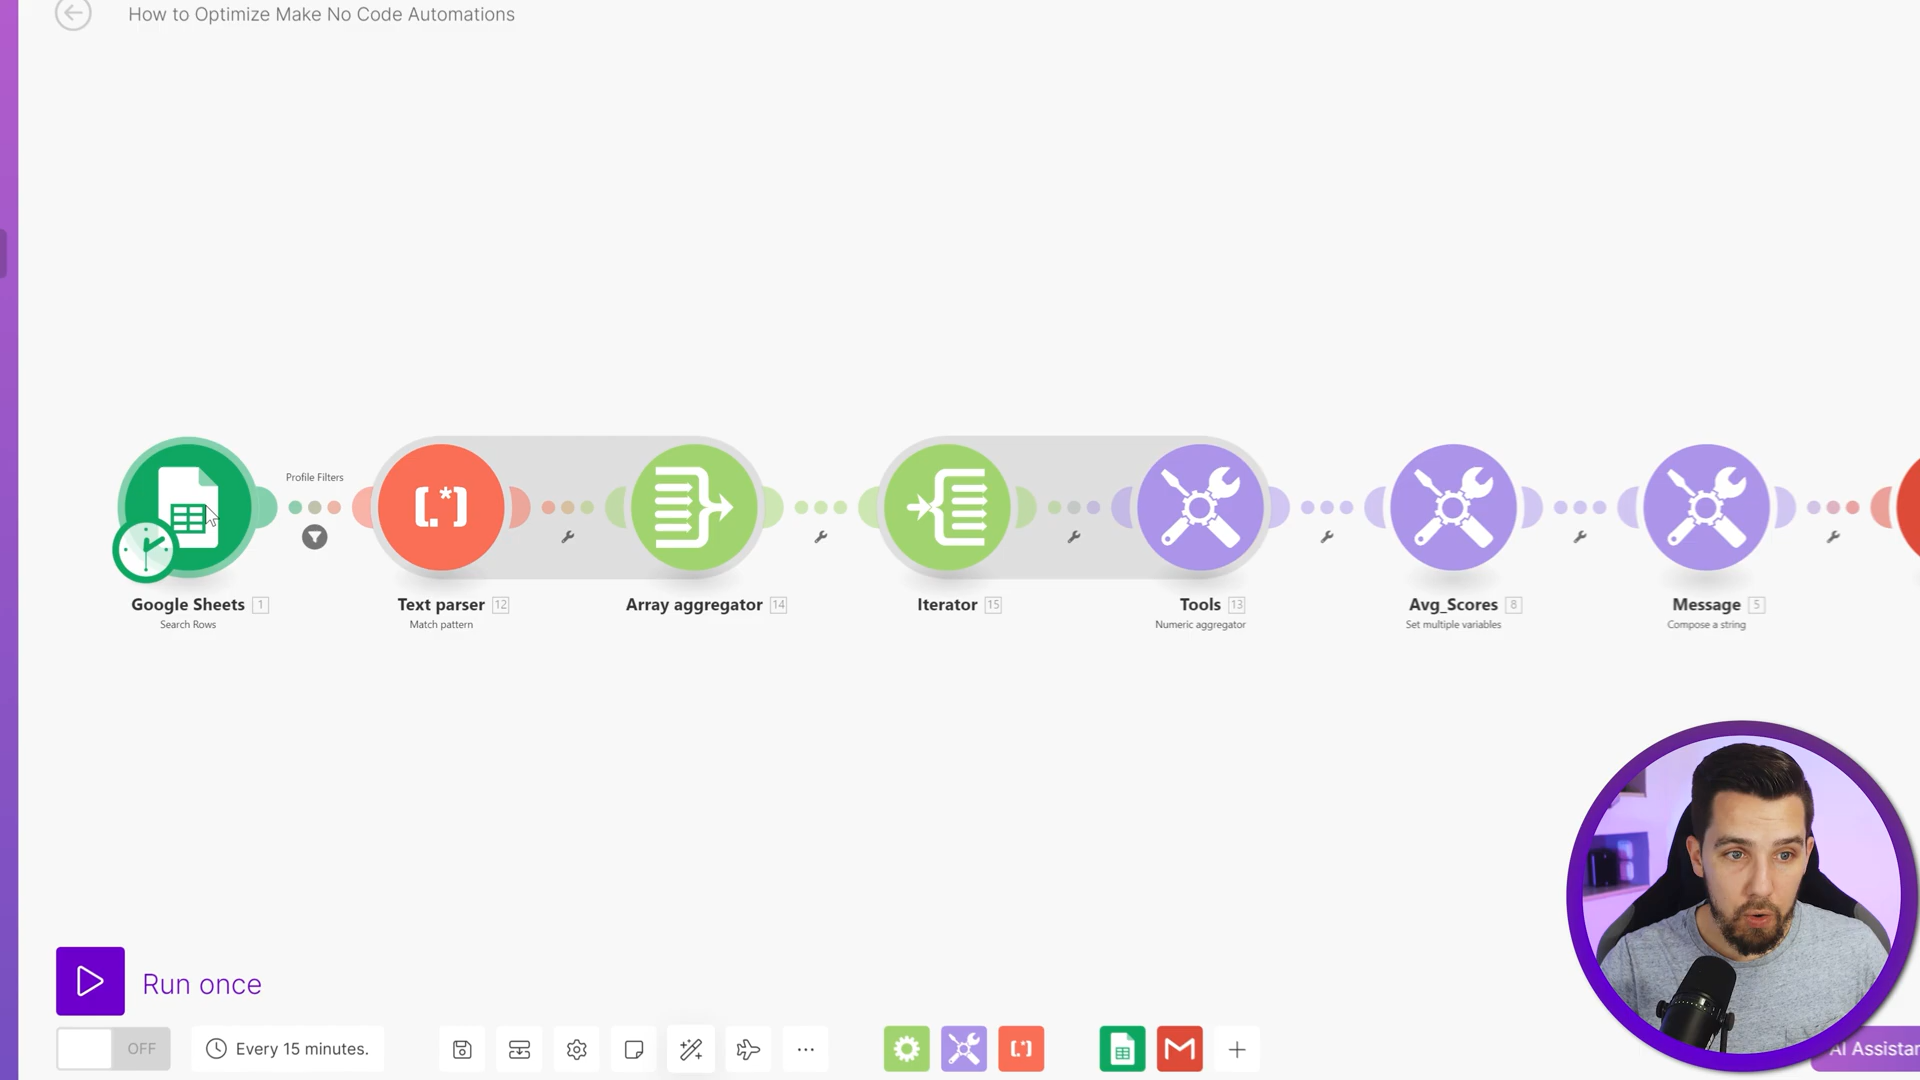 How to Optimize Make No Code Automations
Profile Filters
[.*]
Google Sheets 1
Search Rows
Text parser 12
Match pattern
Array aggregator 14
Iterator 15
Tools 13
Numeric aggregator
Avg_Scores 8
Set multiple variables
Message 5
Compose a string
Run once
OFF
Every 15 minutes.
[.*]
AI Assistan